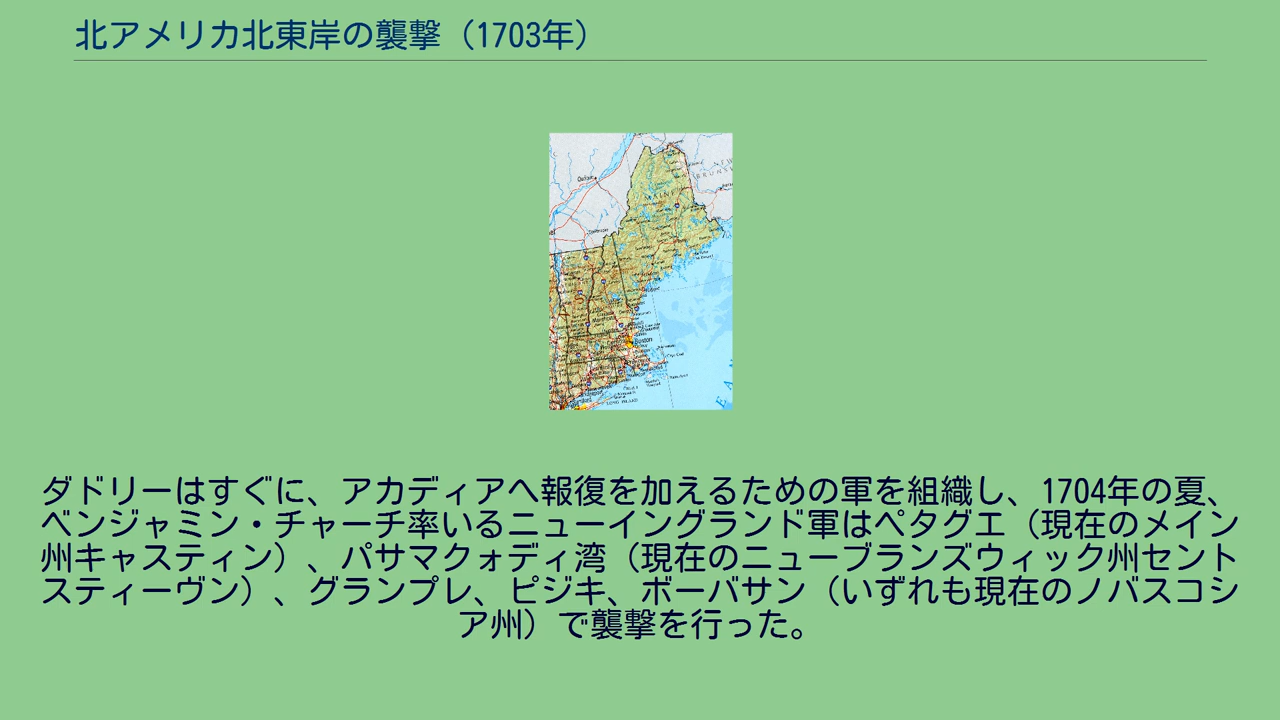 北アメリカ北東岸の襲撃（1703年）
MAINE
Boston
ダドリーはすぐに、アカディアへ報復を加えるための軍を組織し、1704年の夏、
ベンジャミン・チャーチ率いるニューイングランド軍はペタグエ（現在のメイン
州キャスティン）、パサマクォディ湾（現在のニューブランズウィック州セント
スティーヴン）、グランプレ、ピジキ、ボーバサン（いずれも現在のノバスコシ
ア州）で襲撃を行った。